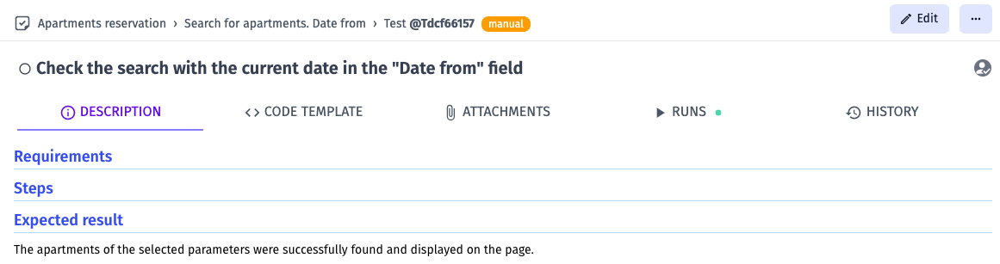 Apartments reservation › Search for apartments. Date from › Test @Tdcf66157 manual
Edit ...
Check the search with the current date in the "Date from" field
DESCRIPTION <> CODE TEMPLATE ATTACHMENTS RUNS HISTORY
Requirements
Steps
Expected result
The apartments of the selected parameters were successfully found and displayed on the page.